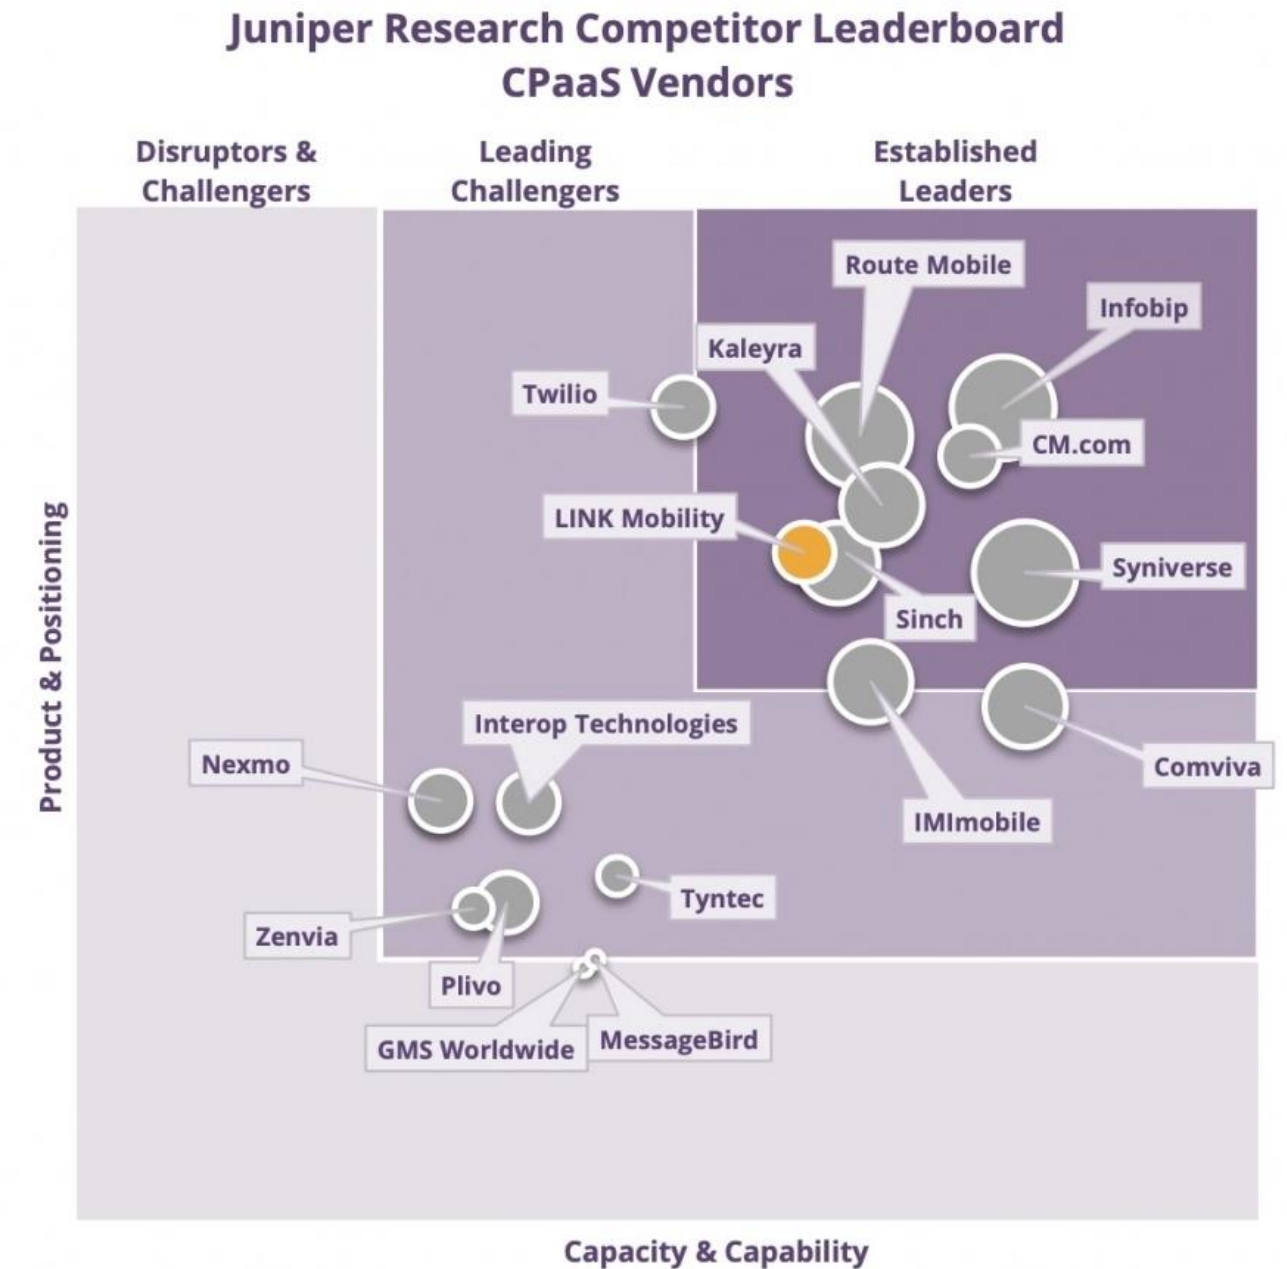 Juniper Research Competitor Leaderboard
CPaaS Vendors
Disruptors &
Challengers
Leading
Challengers
Established
Leaders
Route Mobile
Infobip
Kaleyra
Twilio
CM.com
LINK Mobility
Syniverse
Sinch
Product & Positioning
Interop Technologies
Nexmo
Comviva
IMImobile
Tyntec
Zenvia
Plivo
GMS Worldwide
MessageBird
Capacity & Capability